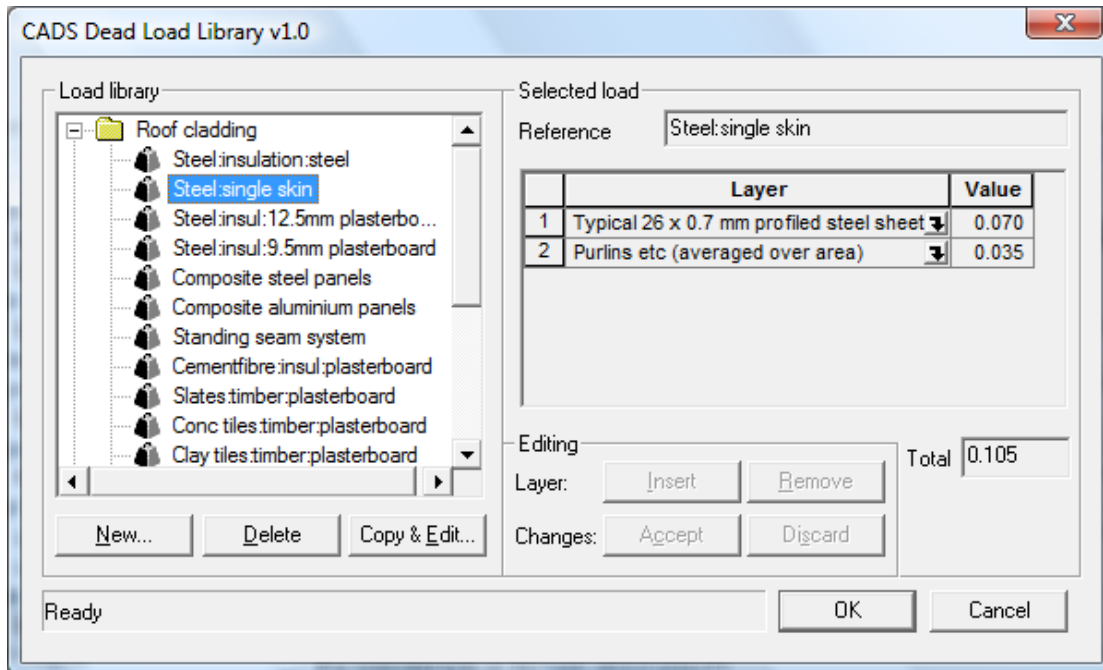 CADS Dead Load Library v1.0
Load library
Roof cladding
Steel:insulation:steel
Steel:single skin
Steel:insul:12.5mm plasterbo...
Steel:insul:9.5mm plasterboard
Composite steel panels
Composite aluminium panels
Standing seam system
Cementfibre:insul:plasterboard
Slates:timber:plasterboard
Conc tiles:timber:plasterboard
Clay tiles:timber:plasterboard
New...
Delete
Copy & Edit...
Selected load
Reference Steel:single skin
Layer Value
1 Typical 26 x 0.7 mm profiled steel sheet 0.070
2 Purlins etc (averaged over area) 0.035
Editing
Layer: Insert Remove
Changes: Accept Discard
Total 0.105
Ready
OK
Cancel